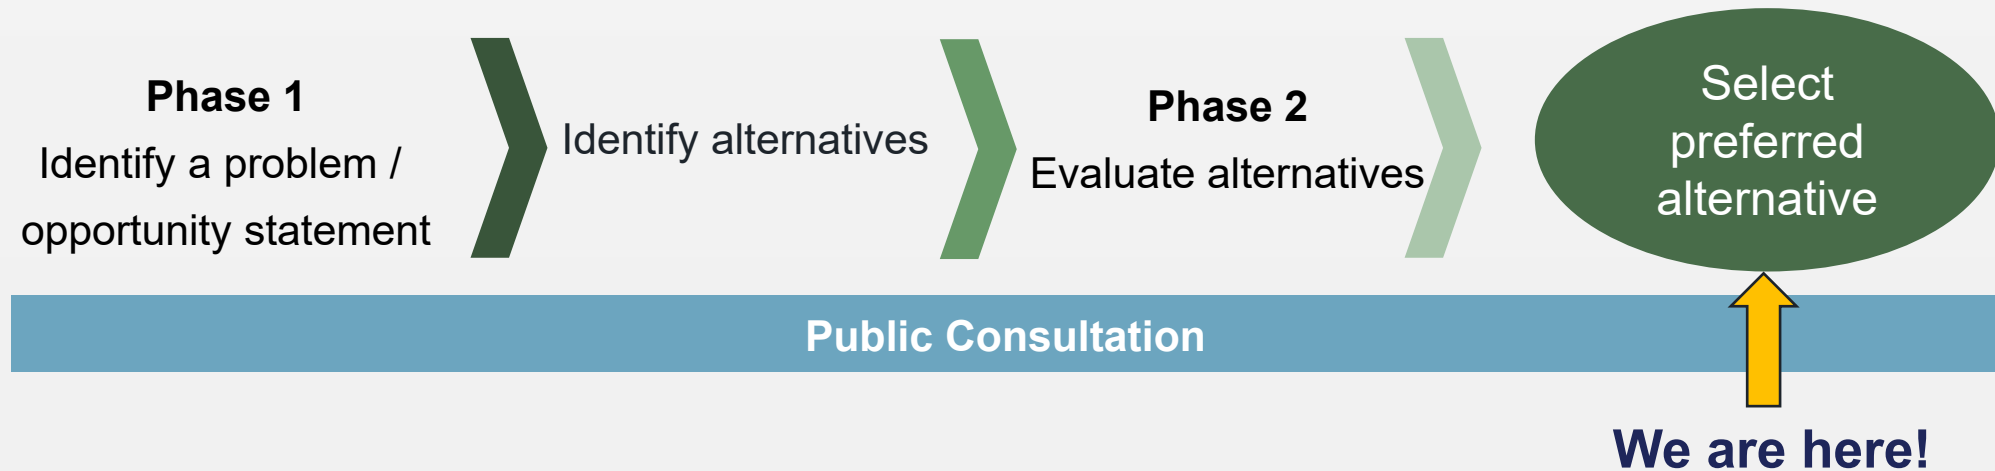 Phase 1
Identify a problem /
opportunity statement
Identify alternatives
Phase 2
Evaluate alternatives
Select
preferred
alternative
Public Consultation
We are here!